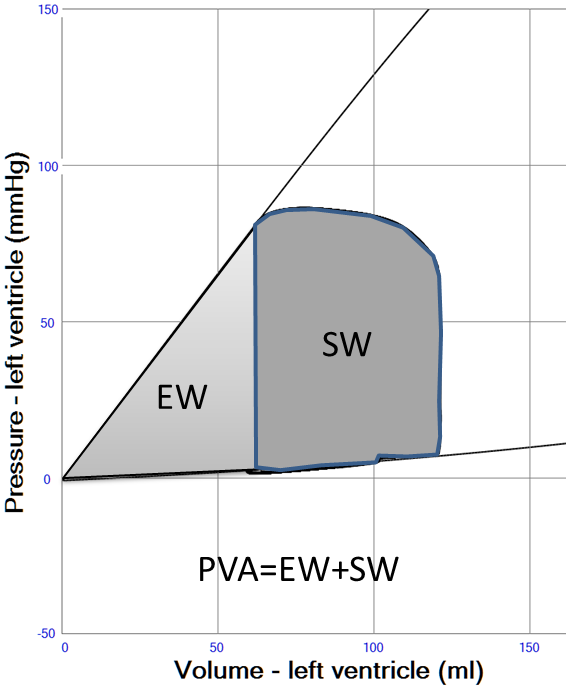 150
100
50
0
-50
Pressure - left ventricle (mmHg)
EW
SW
PVA=EW+SW
0
50
100
150
Volume - left ventricle (ml)